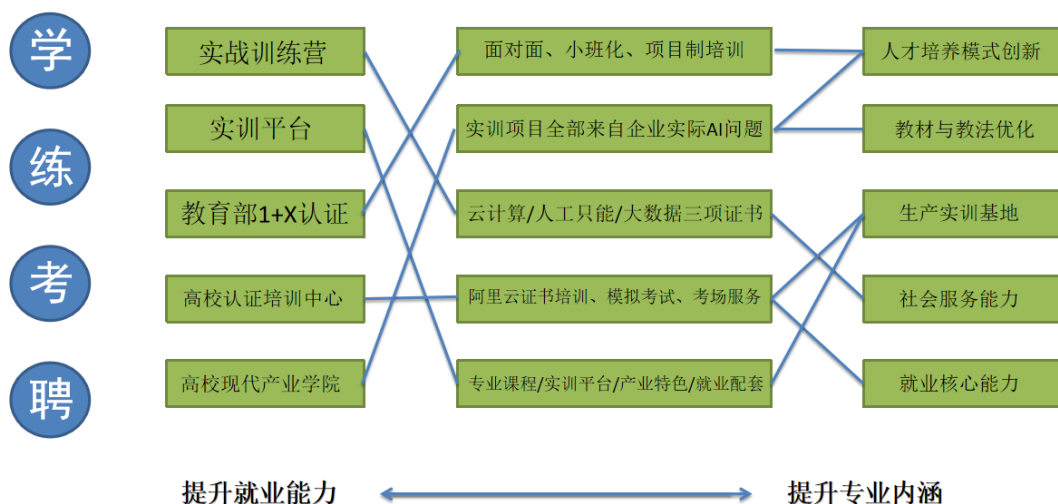 学
实战训练营
面对面、小班化、项目制培训
人才培养模式创新
练
实训平台
实训项目全部来自企业实际AI问题
教材与教法优化
教育部1+X认证
云计算/人工只能/大数据三项证书
生产实训基地
考
高校认证培训中心
阿里云证书培训、模拟考试、考场服务
社会服务能力
聘
高校现代产业学院
专业课程/实训平台/产业特色/就业配套
就业核心能力
提升就业能力
提升专业内涵